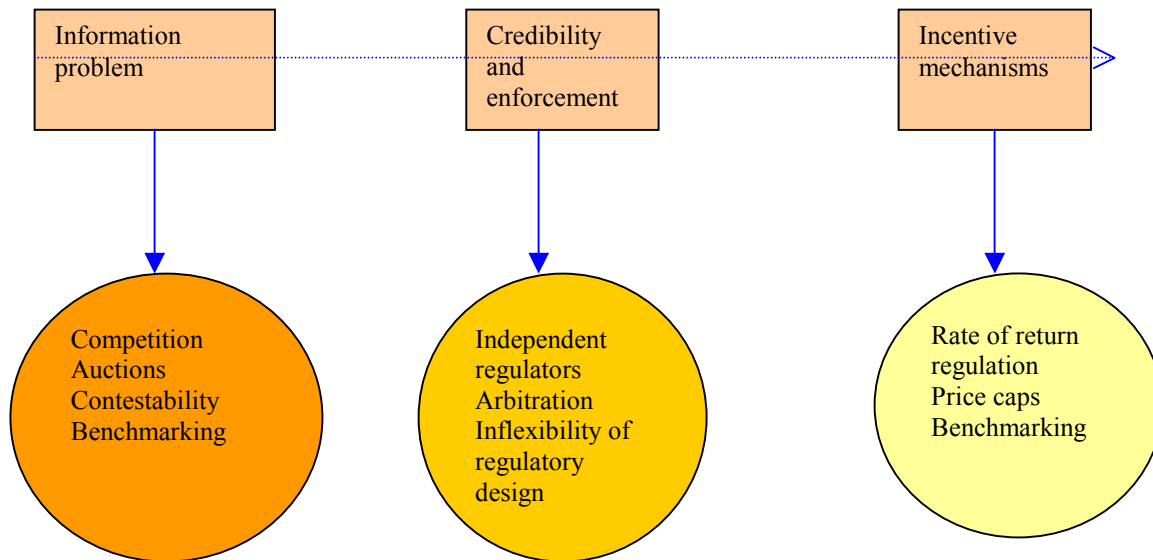 Information
problem
Credibility
and
enforcement
Incentive
mechanisms
Competition
Auctions
Contestability
Benchmarking
Independent
regulators
Arbitration
Inflexibility of
regulatory
design
Rate of return
regulation
Price caps
Benchmarking